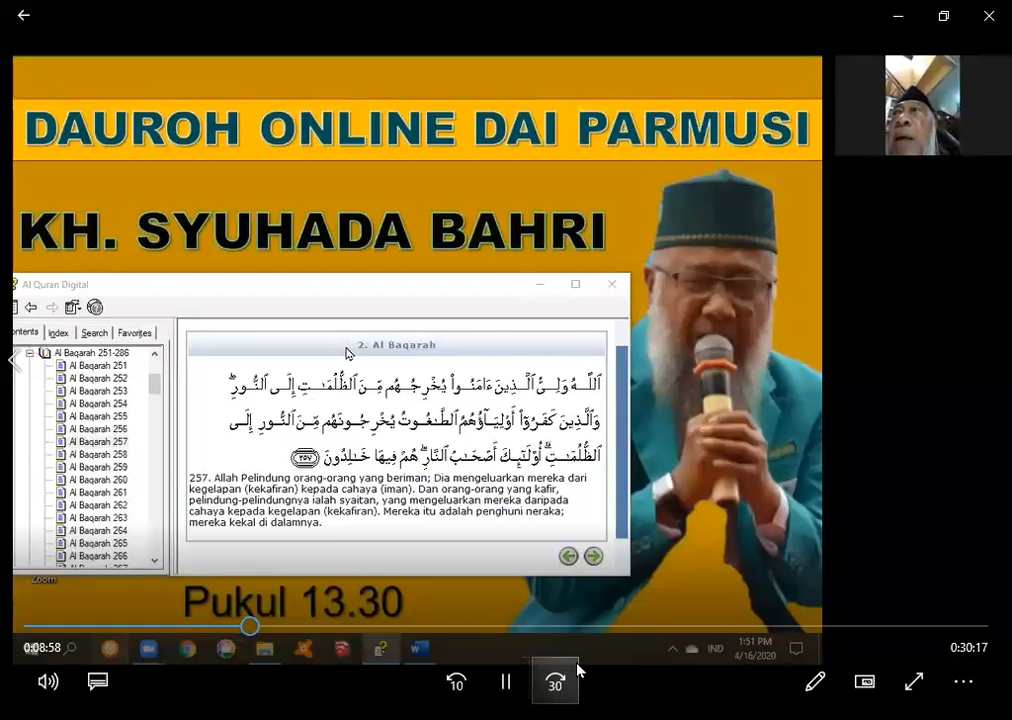 DAUROH ONLINE DAI PARMUSI
KH. SYUHADA BAHRI
Al Quran Digital
Index
Search
Favorites
2. Al Baqarah
Al Baqarah 251-286
Al Baqarah 251
Al Baqarah 252
Al Baqarah 253
Al Baqarah 254
Al Baqarah 255
Al Baqarah 256
Al Baqarah 257
Al Baqarah 258
Al Baqarah 259
Al Baqarah 260
Al Baqarah 261
Al Baqarah 262
Al Baqarah 263
Al Baqarah 264
Al Baqarah 265
Al Baqarah 266
ٱللَّهُ وَلِىُّ ٱلَّذِينَ ءَامَنُوا۟ يُخْرِجُهُم مِّنَ ٱلظُّلُمَـٰتِ إِلَى ٱلنُّورِ ۖ
وَٱلَّذِينَ كَفَرُوٓا۟ أَوْلِيَآؤُهُمُ ٱلطَّـٰغُوتُ يُخْرِجُونَهُم مِّنَ ٱلنُّورِ إِلَى
ٱلظُّلُمَـٰتِ ۗ أُو۟لَـٰٓئِكَ أَصْحَـٰبُ ٱلنَّارِ ۖ هُمْ فِيهَا خَـٰلِدُونَ ٢٥٧
257. Allah Pelindung orang-orang yang beriman; Dia mengeluarkan mereka dari
kegelapan (kekafiran) kepada cahaya (iman). Dan orang-orang yang kafir,
pelindung-pelindungnya ialah syaitan, yang mengeluarkan mereka daripada
cahaya kepada kegelapan (kekafiran). Mereka itu adalah penghuni neraka;
mereka kekal di dalamnya.
Zoom
Pukul 13.30
0:08:58
IND
1:51 PM
4/16/2020
0:30:17
10
30